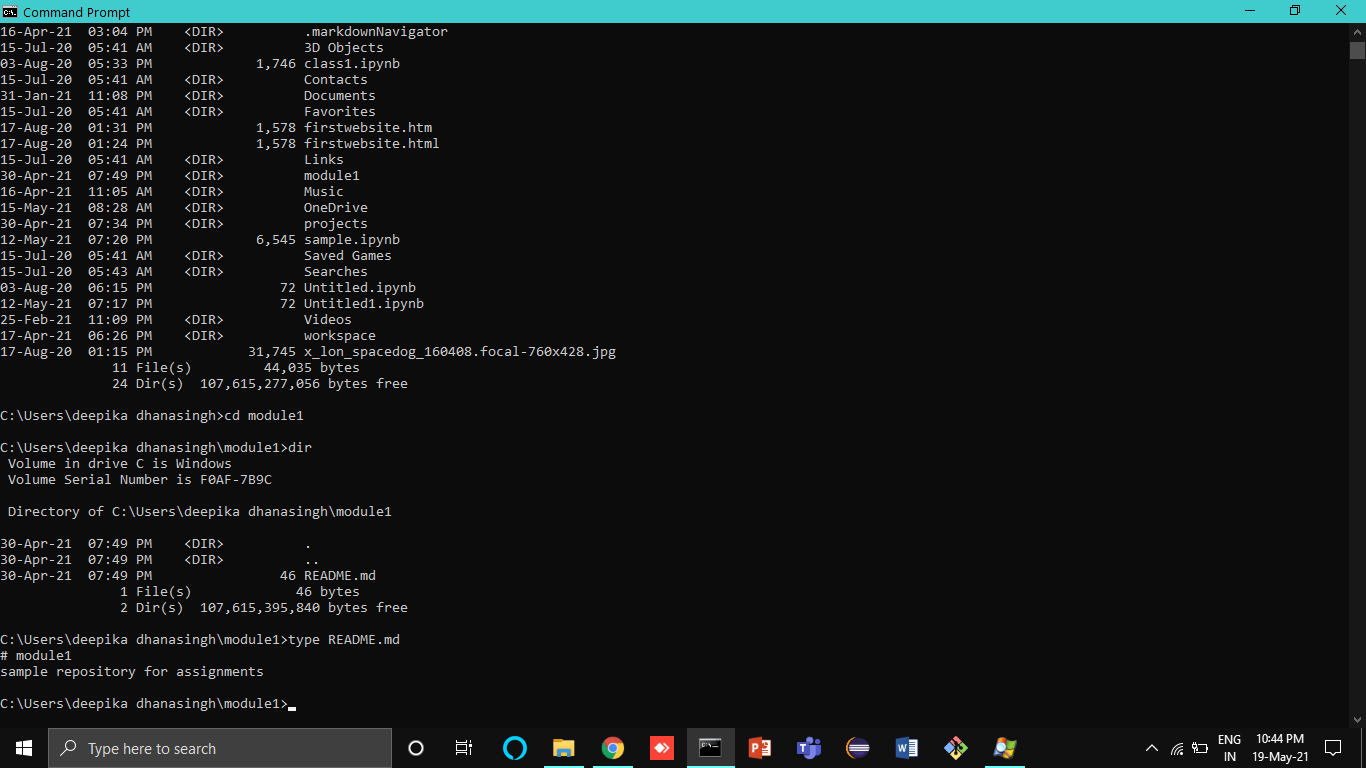 Command Prompt
16-Apr-21  03:04 PM    <DIR>          .markdownNavigator
15-Jul-20  05:41 AM    <DIR>          3D Objects
03-Aug-20  05:33 PM             1,746 class1.ipynb
15-Jul-20  05:41 AM    <DIR>          Contacts
31-Jan-21  11:08 PM    <DIR>          Documents
15-Jul-20  05:41 AM    <DIR>          Favorites
17-Aug-20  01:31 PM             1,578 firstwebsite.htm
17-Aug-20  01:24 PM             1,578 firstwebsite.html
15-Jul-20  05:41 AM    <DIR>          Links
30-Apr-21  07:49 PM    <DIR>          module1
16-Apr-21  11:05 AM    <DIR>          Music
15-May-21  08:28 AM    <DIR>          OneDrive
30-Apr-21  07:34 PM    <DIR>          projects
12-May-21  07:20 PM             6,545 sample.ipynb
15-Jul-20  05:41 AM    <DIR>          Saved Games
15-Jul-20  05:43 AM    <DIR>          Searches
03-Aug-20  06:15 PM                72 Untitled.ipynb
12-May-21  07:17 PM                72 Untitled1.ipynb
25-Feb-21  11:09 PM    <DIR>          Videos
17-Apr-21  06:26 PM    <DIR>          workspace
17-Aug-20  01:15 PM            31,745 x_lon_spacedog_160408.focal-760x428.jpg
11 File(s)         44,035 bytes
24 Dir(s)  107,615,277,056 bytes free
C:\Users\deepika dhanasingh>cd module1
C:\Users\deepika dhanasingh\module1>dir
Volume in drive C is Windows
Volume Serial Number is F0AF-7B9C
Directory of C:\Users\deepika dhanasingh\module1
30-Apr-21  07:49 PM    <DIR>          .
30-Apr-21  07:49 PM    <DIR>          ..
30-Apr-21  07:49 PM                46 README.md
1 File(s)             46 bytes
2 Dir(s)  107,615,395,840 bytes free
C:\Users\deepika dhanasingh\module1>type README.md
# module1
sample repository for assignments
C:\Users\deepika dhanasingh\module1>
Type here to search
ENG
IN
10:44 PM
19-May-21